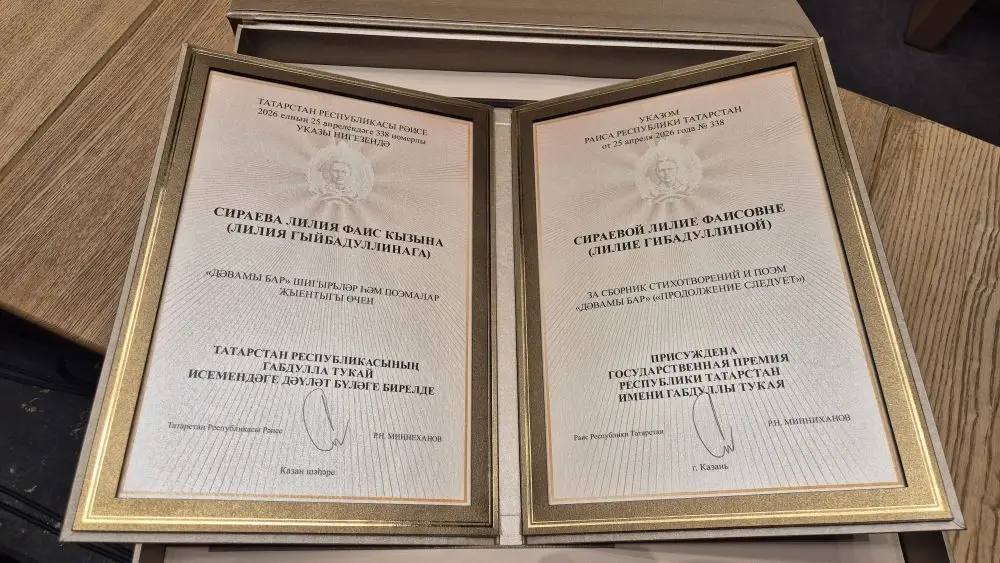 ТАТАРСТАН РЕСПУБЛИКАСЫ РӘИСЕ
2026 елның 25 апрелендәге 338 номерлы
УКАЗЫ НИГЕЗЕНДӘ
СИРАЕВА ЛИЛИЯ ФАИС КЫЗЫНА
(ЛИЛИЯ ГЫЙБАДУЛЛИНАГА)
«ДӘВАМЫ БАР» ШИГЫРЬЛӘР ҺӘМ ПОЭМАЛАР
ҖЫЕНТЫГЫ ӨЧЕН
ТАТАРСТАН РЕСПУБЛИКАСЫНЫҢ
ГАБДУЛЛА ТУКАЙ
ИСЕМЕНДӘГЕ ДӘҮЛӘТ БҮЛӘГЕ БИРЕЛДЕ
Татарстан Республикасы Рәисе
Р.Н. МИННЕХАНОВ
Казан шәһәре
УКАЗОМ
РАИСА РЕСПУБЛИКИ ТАТАРСТАН
от 25 апреля 2026 года № 338
СИРАЕВОЙ ЛИЛИЕ ФАИСОВНЕ
(ЛИЛИЕ ГИБАДУЛЛИНОЙ)
ЗА СБОРНИК СТИХОТВОРЕНИЙ И ПОЭМ
«ДӘВАМЫ БАР» («ПРОДОЛЖЕНИЕ СЛЕДУЕТ»)
ПРИСУЖДЕНА
ГОСУДАРСТВЕННАЯ ПРЕМИЯ
РЕСПУБЛИКИ ТАТАРСТАН
ИМЕНИ ГАБДУЛЛЫ ТУКАЯ
Раис Республики Татарстан
Р.Н. МИННИХАНОВ
г. Казань